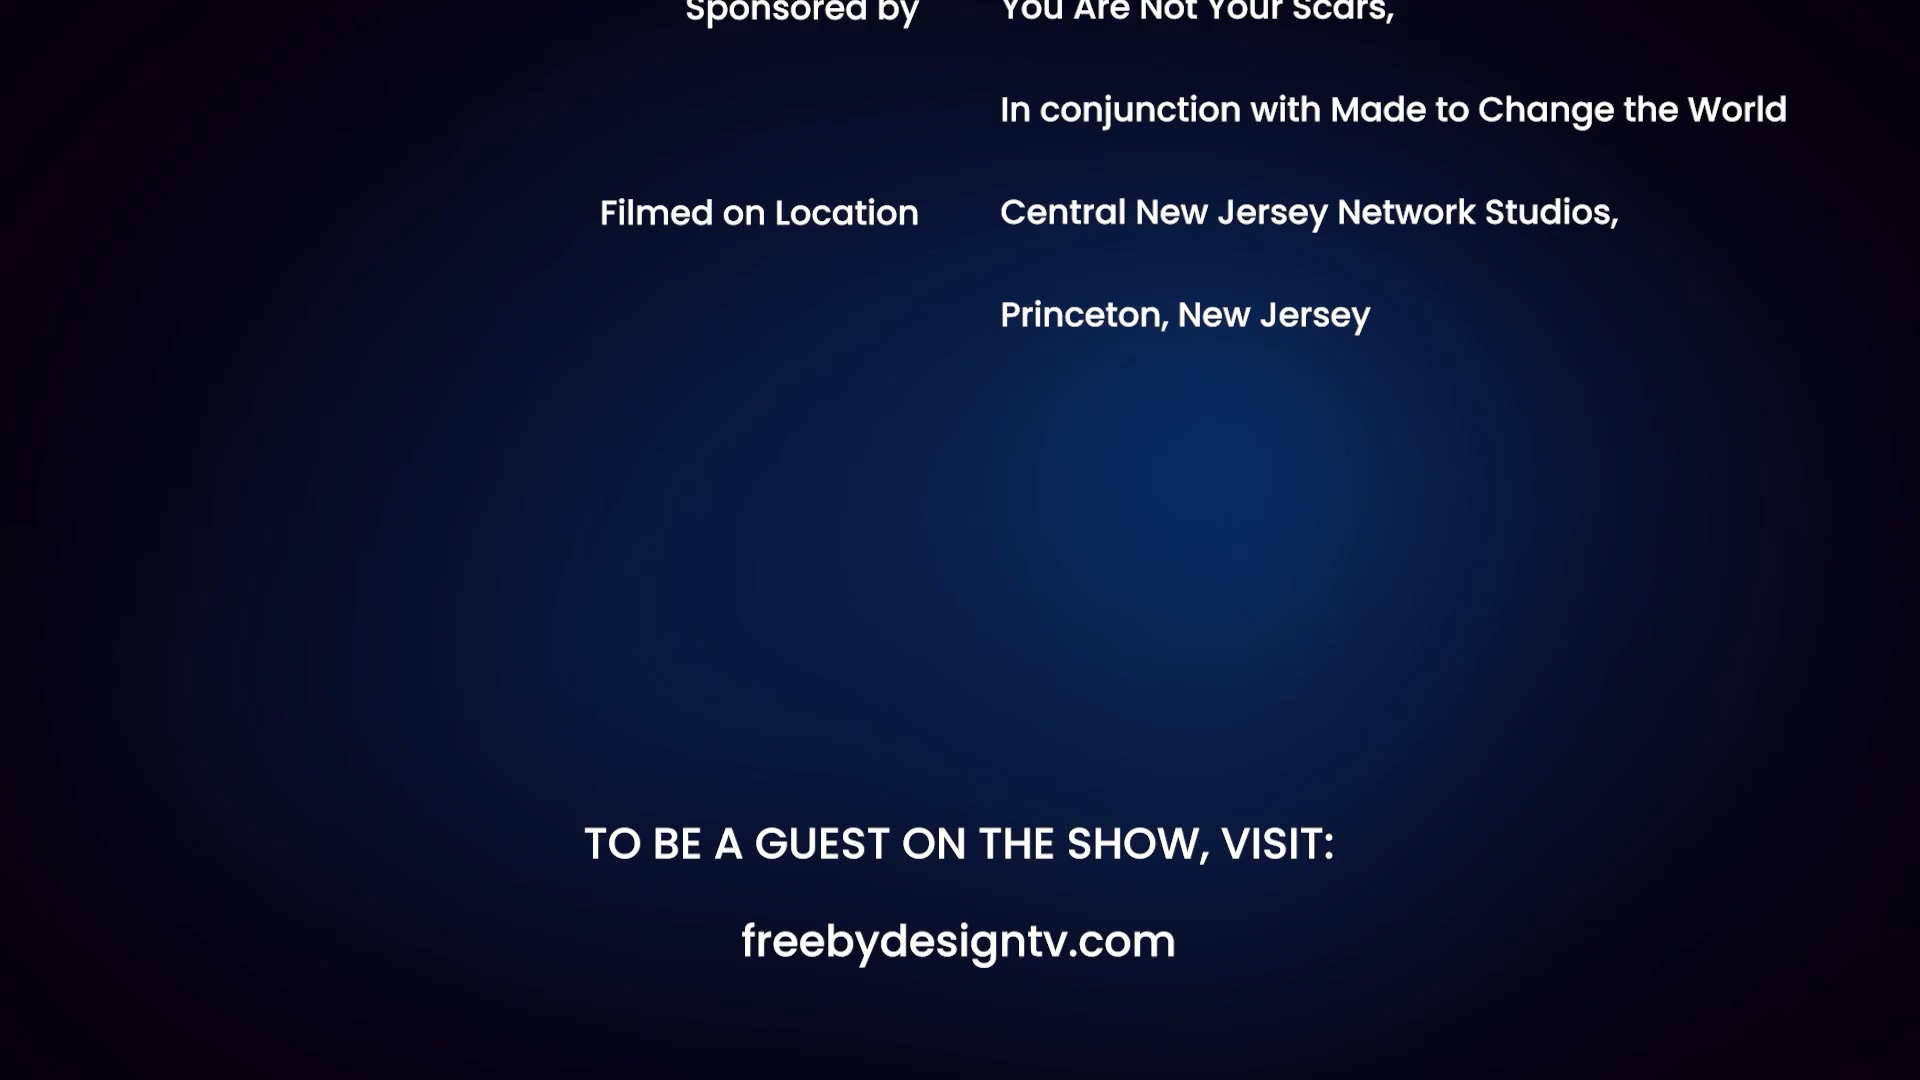 Sponsored by You Are Not Your Scars,
In conjunction with Made to Change the World
Filmed on Location Central New Jersey Network Studios,
Princeton, New Jersey
TO BE A GUEST ON THE SHOW, VISIT:
freebydesigntv.com